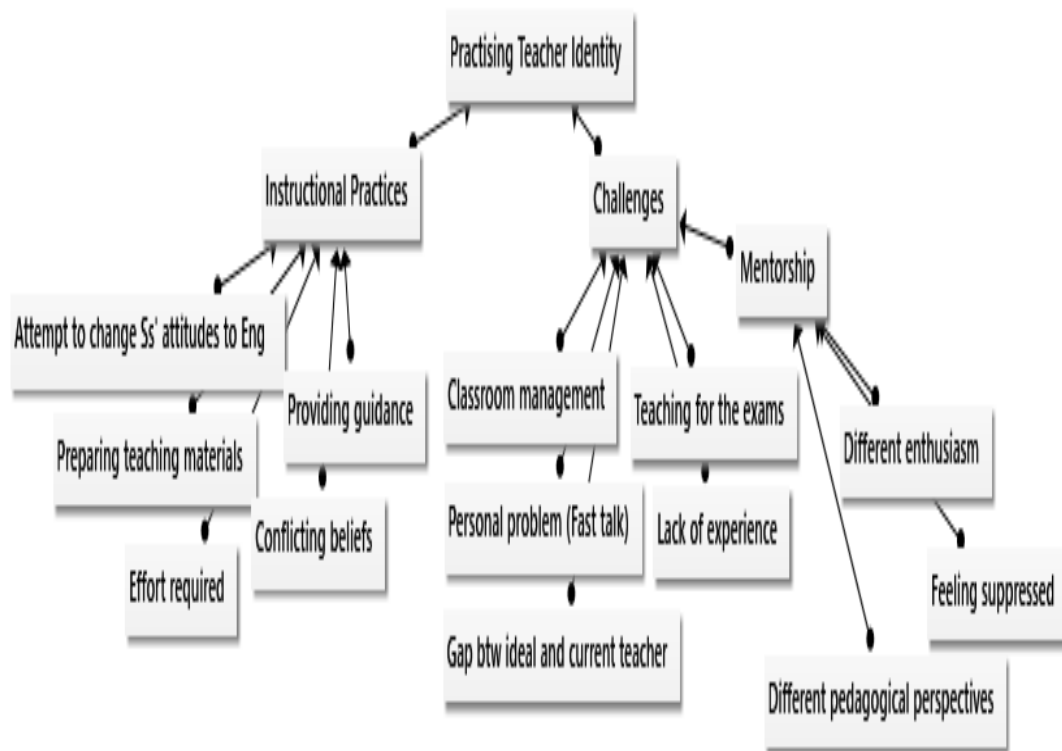 Practising Teacher Identity
Instructional Practices
Challenges
Mentorship
Attempt to change Ss' attitudes to Eng
Providing guidance
Preparing teaching materials
Conflicting beliefs
Effort required
Classroom management
Teaching for the exams
Personal problem (Fast talk)
Lack of experience
Gap btw ideal and current teacher
Different enthusiasm
Feeling suppressed
Different pedagogical perspectives